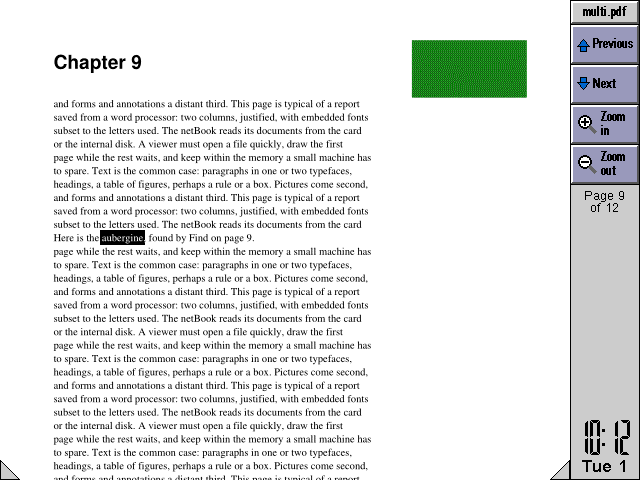 Chapter 9
and forms and annotations a distant third. This page is typical of a report
saved from a word processor: two columns, justified, with embedded fonts
subset to the letters used. The netBook reads its documents from the card
or the internal disk. A viewer must open a file quickly, draw the first
page while the rest waits, and keep within the memory a small machine has
to spare. Text is the common case: paragraphs in one or two typefaces,
headings, a table of figures, perhaps a rule or a box. Pictures come second,
and forms and annotations a distant third. This page is typical of a report
saved from a word processor: two columns, justified, with embedded fonts
subset to the letters used. The netBook reads its documents from the card
Here is the aubergine, found by Find on page 9.
page while the rest waits, and keep within the memory a small machine has
to spare. Text is the common case: paragraphs in one or two typefaces,
headings, a table of figures, perhaps a rule or a box. Pictures come second,
and forms and annotations a distant third. This page is typical of a report
saved from a word processor: two columns, justified, with embedded fonts
subset to the letters used. The netBook reads its documents from the card
or the internal disk. A viewer must open a file quickly, draw the first
page while the rest waits, and keep within the memory a small machine has
to spare. Text is the common case: paragraphs in one or two typefaces,
headings, a table of figures, perhaps a rule or a box. Pictures come second,
and forms and annotations a distant third. This page is typical of a report
saved from a word processor: two columns, justified, with embedded fonts
subset to the letters used. The netBook reads its documents from the card
or the internal disk. A viewer must open a file quickly, draw the first
page while the rest waits, and keep within the memory a small machine has
to spare. Text is the common case: paragraphs in one or two typefaces,
headings, a table of figures, perhaps a rule or a box. Pictures come second,
and forms and annotations a distant third. This page is typical of a report
multi.pdf
Previous
Next
Zoom
in
Zoom
out
Page 9
of 12
10:12
Tue 1